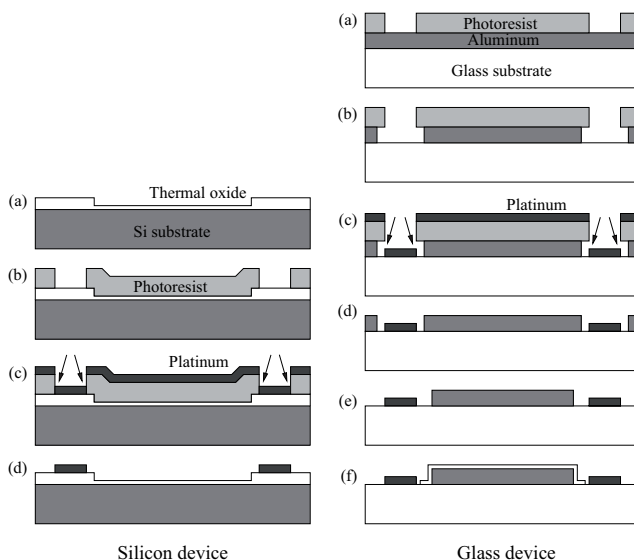 (a)
Thermal oxide
Si substrate
(b)
Photoresist
(c)
Platinum
(d)
Silicon device
(a)
Photoresist
Aluminum
Glass substrate
(b)
(c)
Platinum
(d)
(e)
(f)
Glass device